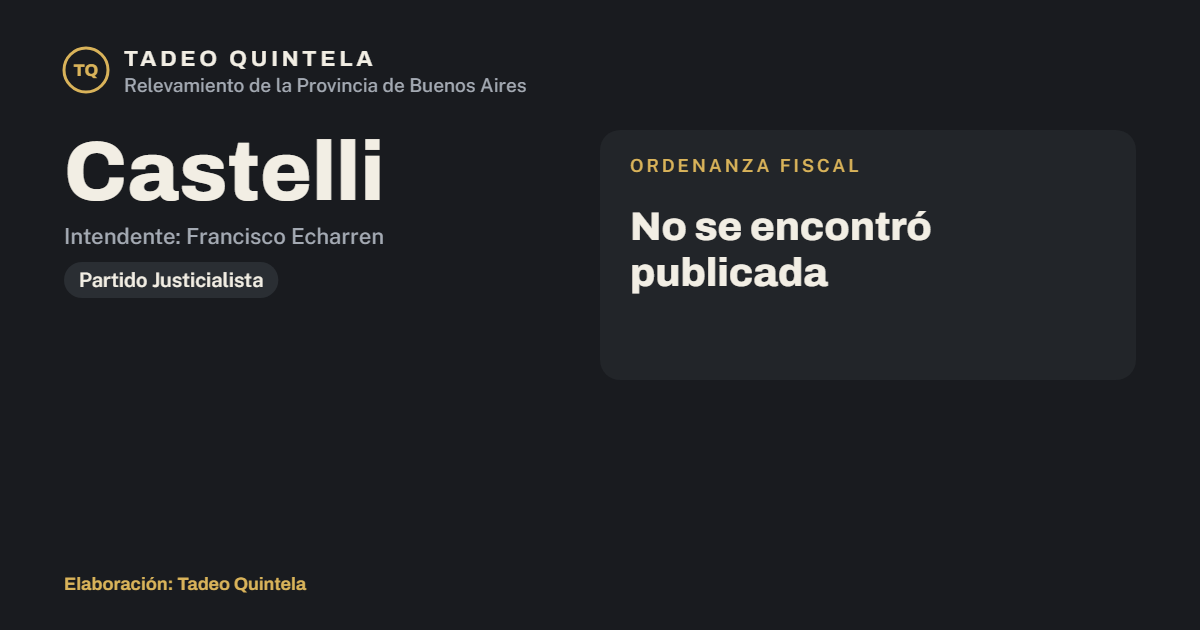 TQ
TADEO QUINTELA
Relevamiento de la Provincia de Buenos Aires
Castelli
Intendente: Francisco Echarren
Partido Justicialista
ORDENANZA FISCAL
No se encontró
publicada
Elaboración: Tadeo Quintela